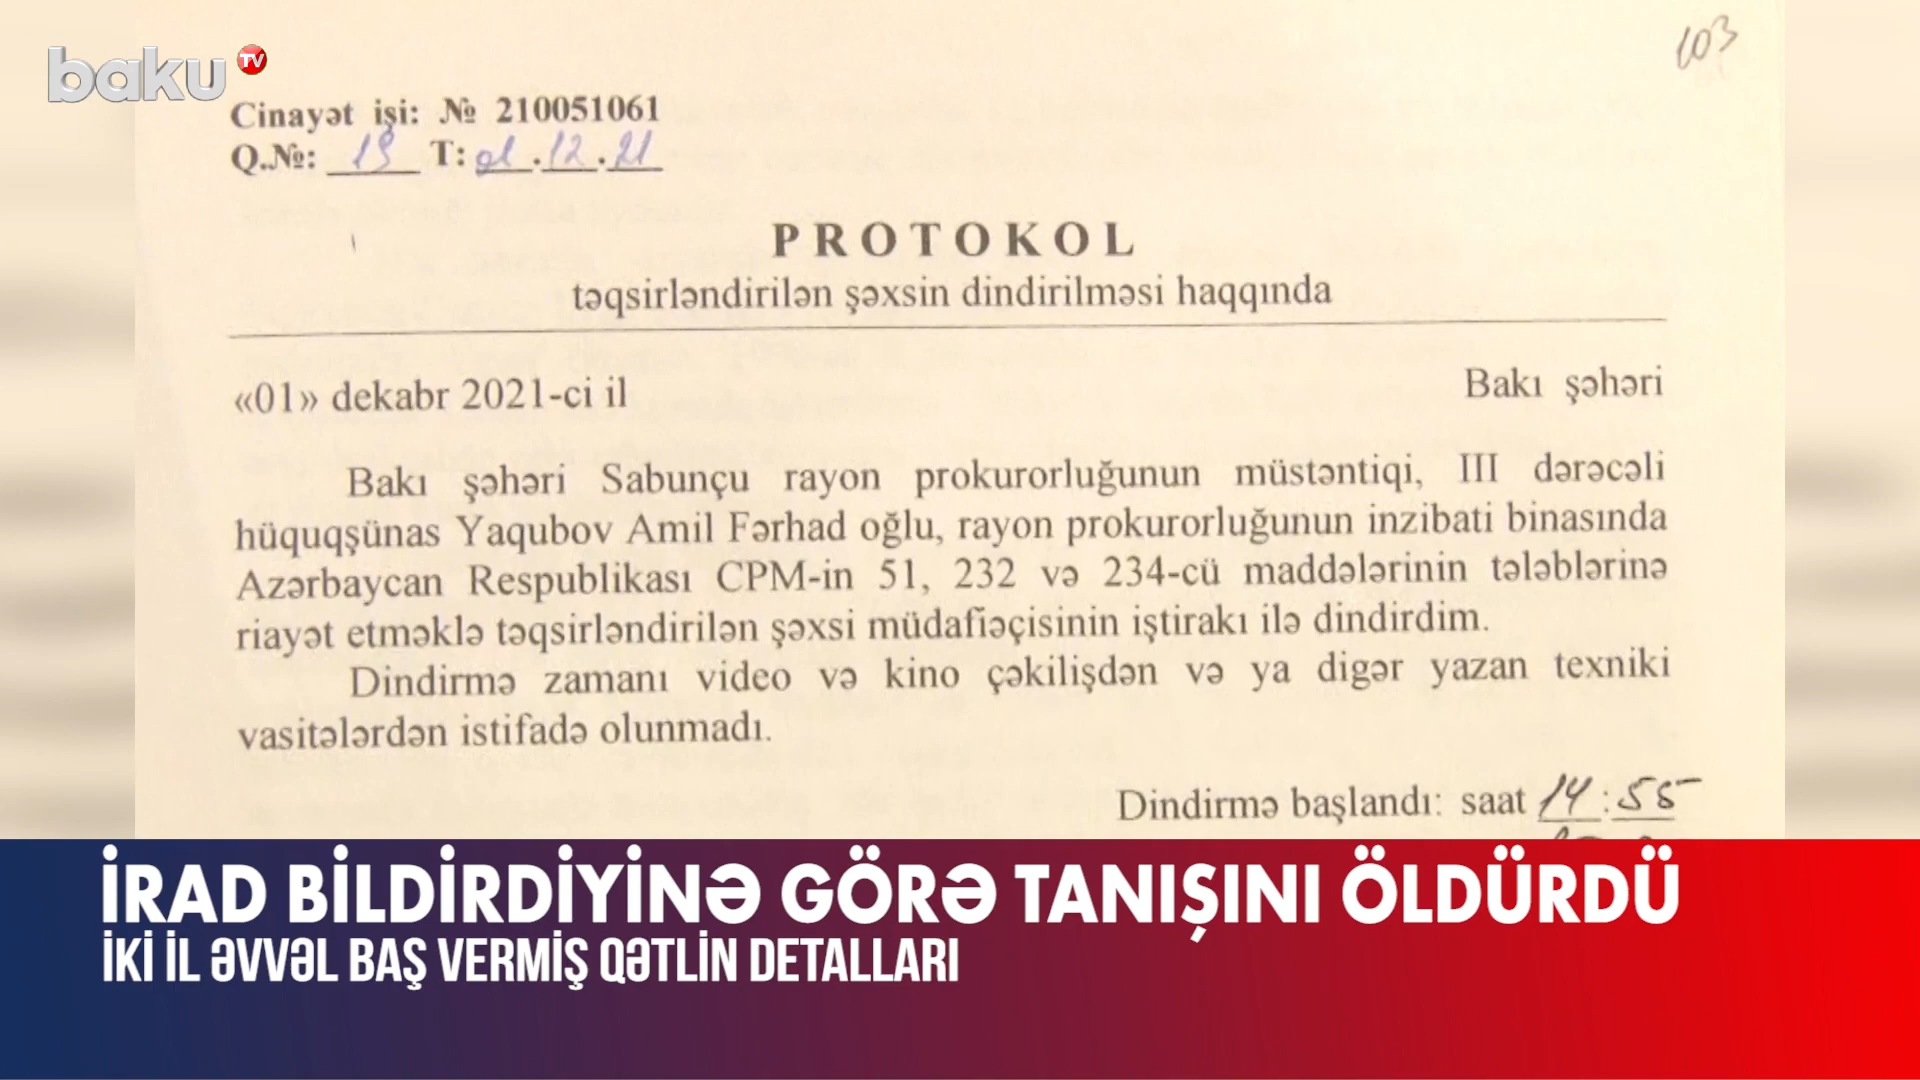 baku TV
103
Cinayət işi: № 210051061
Q.№: 19 T: 01.12.21
PROTOKOL
təqsirləndirilən şəxsin dindirilməsi haqqında
«01» dekabr 2021-ci il Bakı şəhəri
Bakı şəhəri Sabunçu rayon prokurorluğunun müstəntiqi, III dərəcəli
hüquqşünas Yaqubov Amil Fərhad oğlu, rayon prokurorluğunun inzibati binasında
Azərbaycan Respublikası CPM-in 51, 232 və 234-cü maddələrinin tələblərinə
riayət etməklə təqsirləndirilən şəxsi müdafiəçisinin iştirakı ilə dindirdim.
Dindirmə zamanı video və kino çəkilişdən və ya digər yazan texniki
vasitələrdən istifadə olunmadı.
Dindirmə başlandı: saat 14:55
İRAD BİLDİRDİYİNƏ GÖRƏ TANIŞINI ÖLDÜRDÜ
İKİ İL ƏVVƏL BAŞ VERMİŞ QƏTLİN DETALLARI